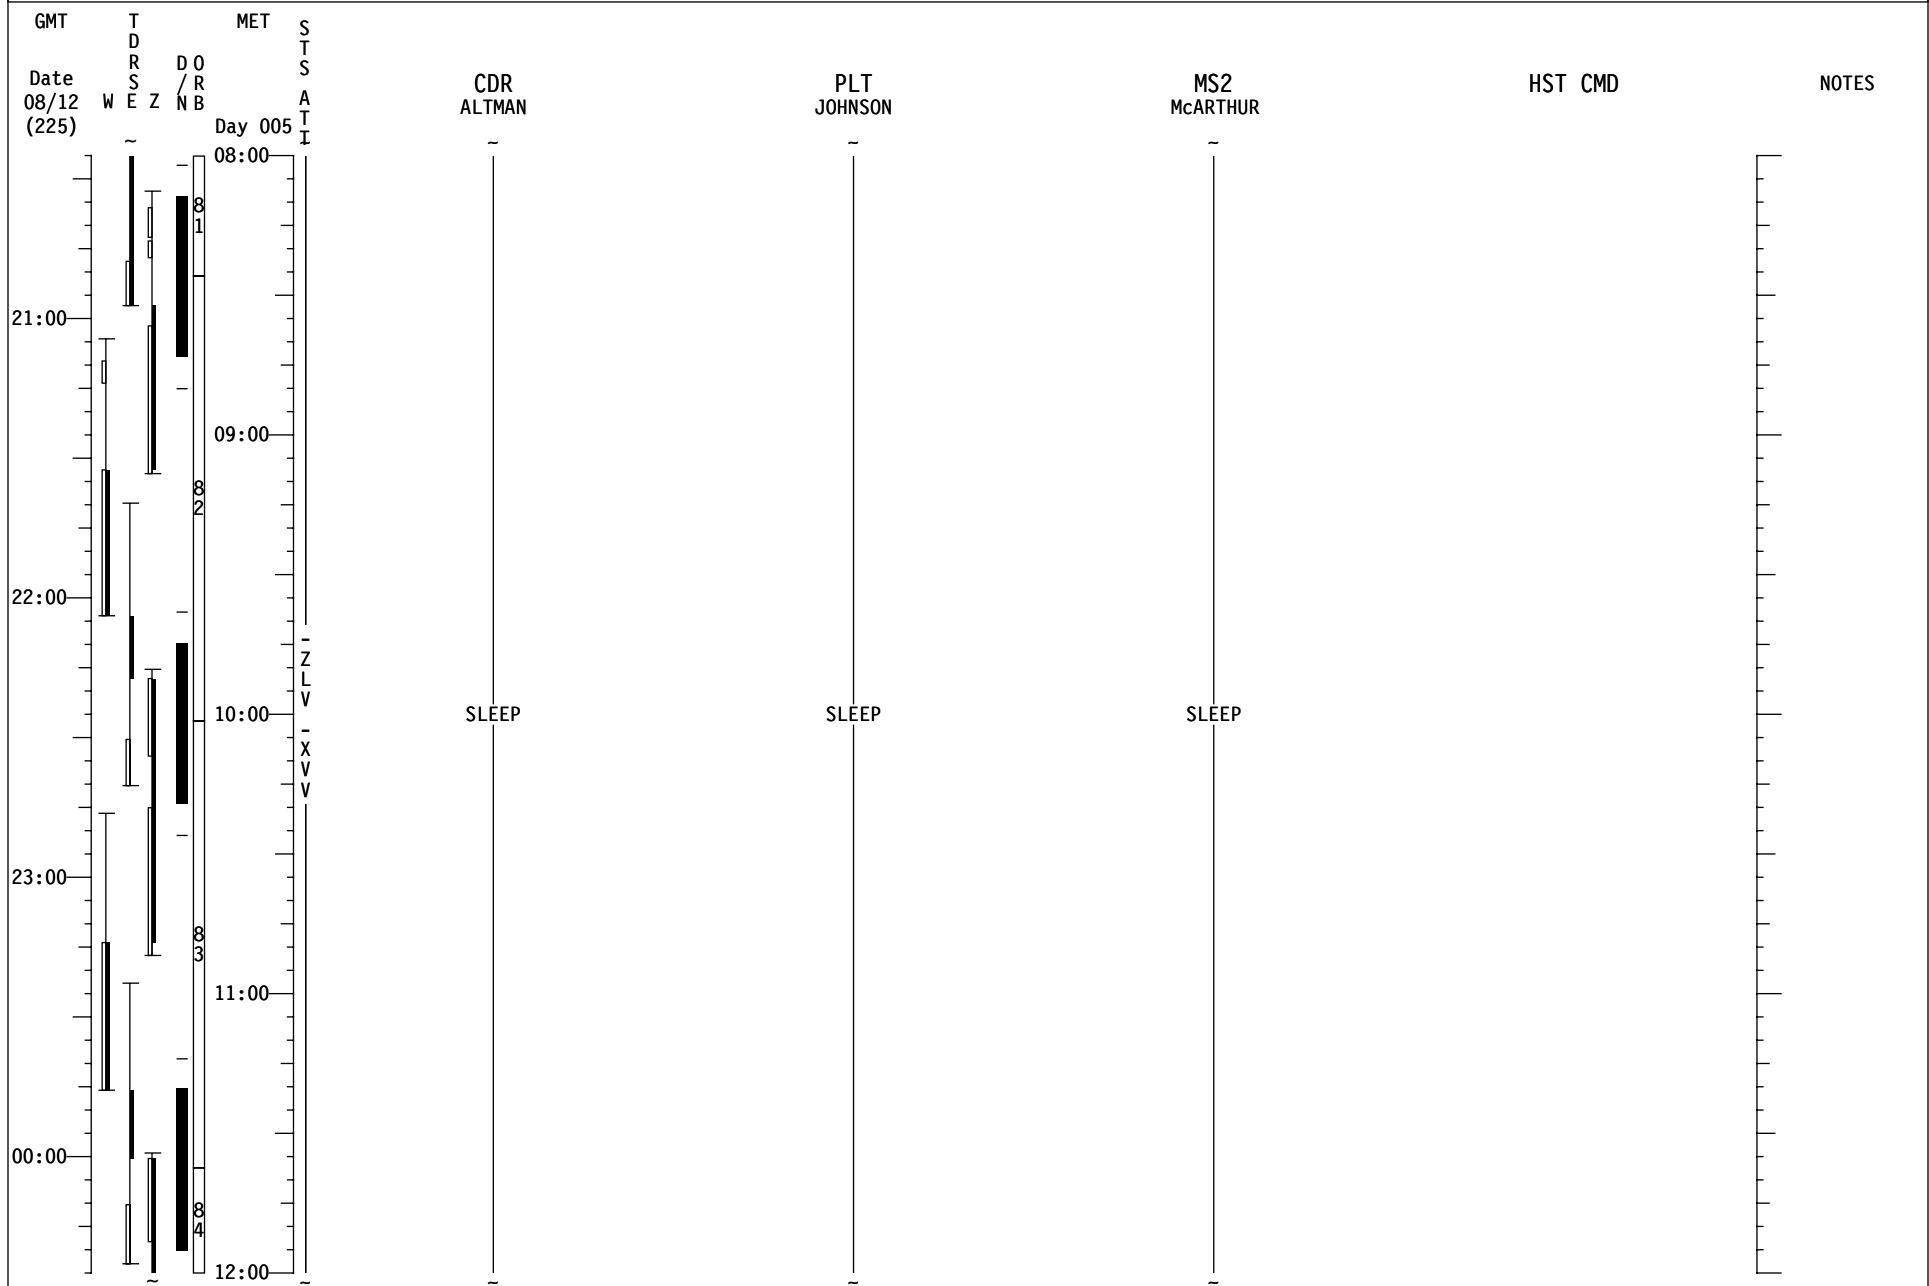 GMT
TDRS
MET
STS ATT
Date
08/12
(225)
W E Z
D/N
ORB
Day 005
CDR
ALTMAN
PLT
JOHNSON
MS2
McARTHUR
HST CMD
NOTES
~ ~ ~ ~ ~
08:00
81
21:00
09:00
82
22:00
-ZLV -XVV
10:00
SLEEP SLEEP SLEEP
23:00
83
11:00
00:00
84
12:00
~ ~ ~ ~ ~